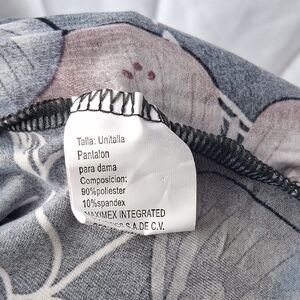 Talla: Unitalla
Pantalon
para dama
Composicion:
90%poliester
10%spandex
MAXIMEX INTEGRATED
S.A.DE C.V.